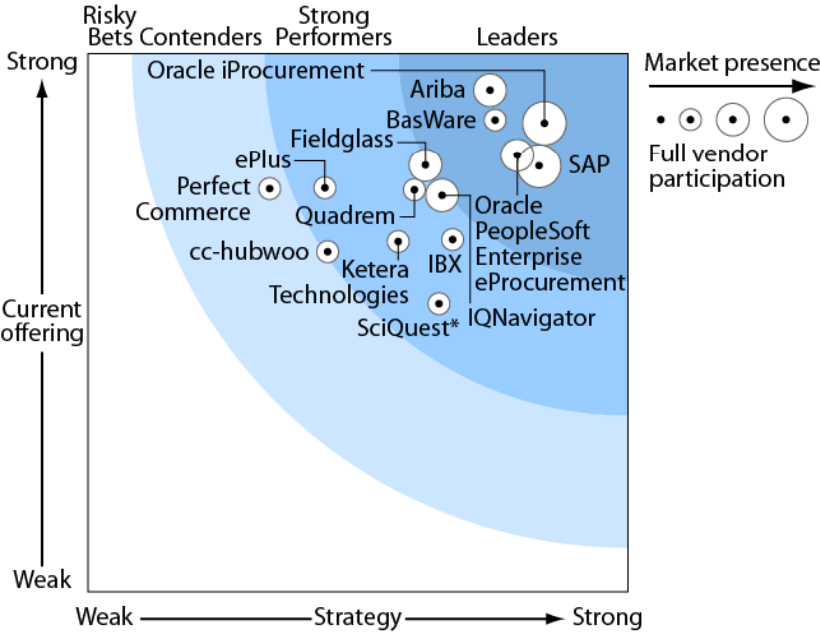 Risky
Bets
Contenders
Strong
Performers
Leaders
Strong
Market presence
Oracle iProcurement
Ariba
BasWare
Full vendor
participation
Fieldglass
ePlus
SAP
Perfect
Commerce
Quadrem
Oracle
PeopleSoft
Enterprise
eProcurement
cc-hubwoo
Ketera
Technologies
IBX
Current
offering
SciQuest*
IQNavigator
Weak
Weak
Strategy
Strong